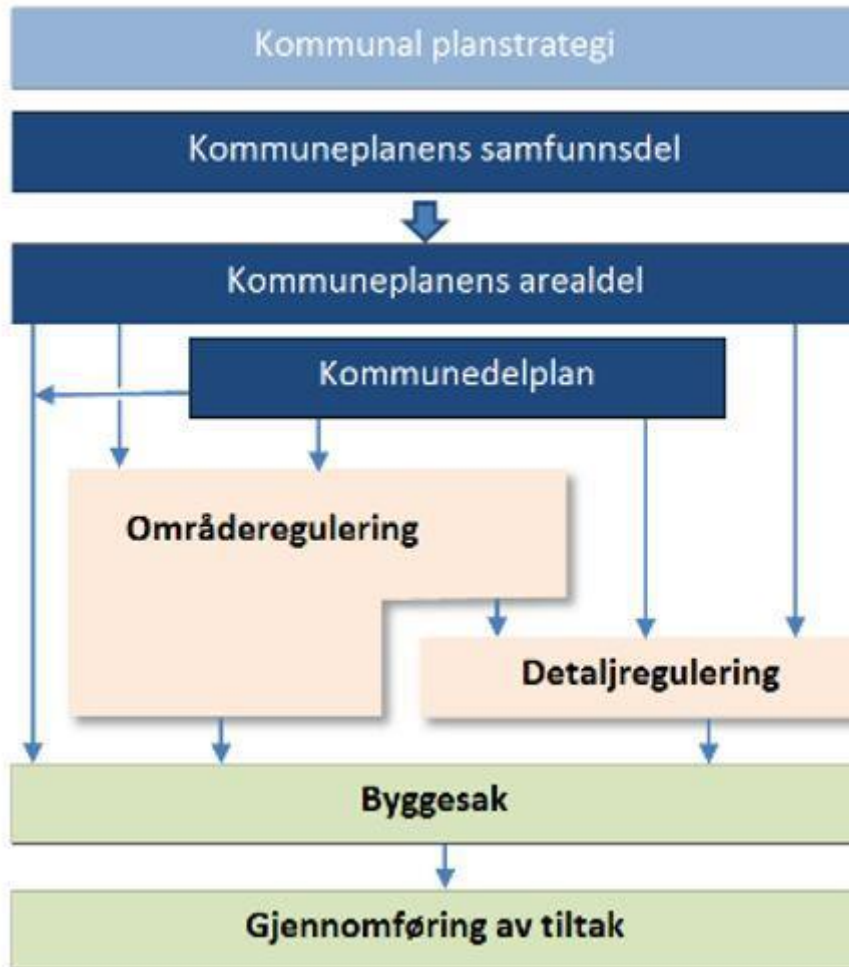 Kommunal planstrategi
Kommuneplanens samfunnsdel
Kommuneplanens arealdel
Kommunedelplan
Områderegulering
Detaljregulering
Byggesak
Gjennomføring av tiltak